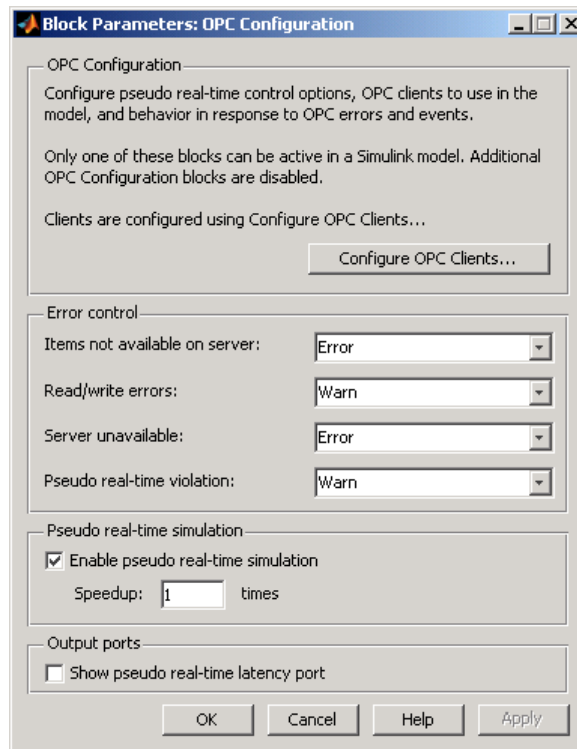 Block Parameters: OPC Configuration
OPC Configuration
Configure pseudo real-time control options, OPC clients to use in the
model, and behavior in response to OPC errors and events.
Only one of these blocks can be active in a Simulink model. Additional
OPC Configuration blocks are disabled.
Clients are configured using Configure OPC Clients...
Configure OPC Clients...
Error control
Items not available on server: Error
Read/write errors: Warn
Server unavailable: Error
Pseudo real-time violation: Warn
Pseudo real-time simulation
Enable pseudo real-time simulation
Speedup: 1 times
Output ports
Show pseudo real-time latency port
OK Cancel Help Apply